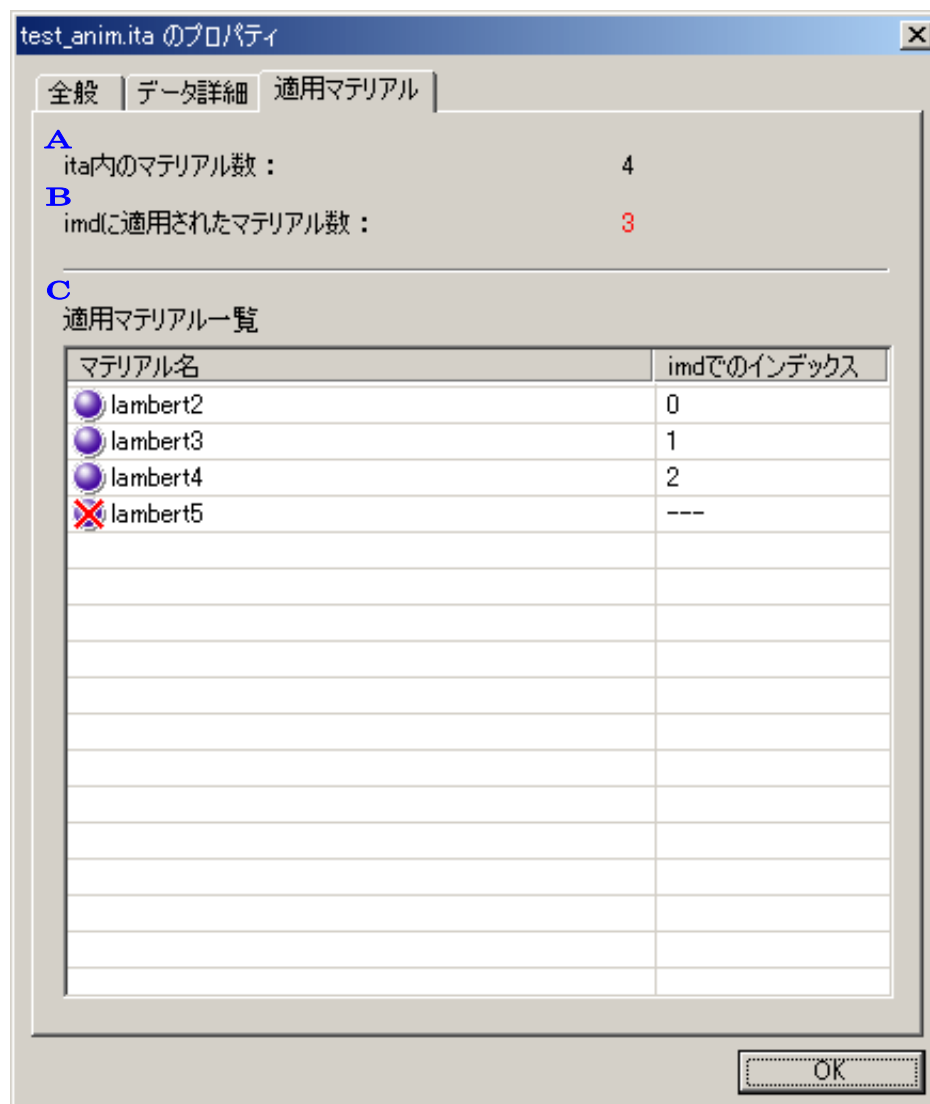 test_anim.ita のプロパティ
全般 データ詳細 適用マテリアル
A
ita内のマテリアル数： 4
B
imdに適用されたマテリアル数： 3
C
適用マテリアル一覧
マテリアル名 imdでのインデックス
lambert2 0
lambert3 1
lambert4 2
lambert5 ---
OK